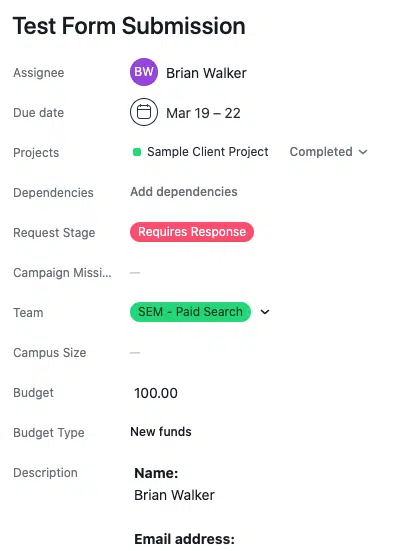 Test Form Submission
Assignee BW Brian Walker
Due date Mar 19 – 22
Projects Sample Client Project Completed
Dependencies Add dependencies
Request Stage Requires Response
Campaign Missi... —
Team SEM - Paid Search
Campus Size —
Budget 100.00
Budget Type New funds
Description Name:
Brian Walker
Email address: